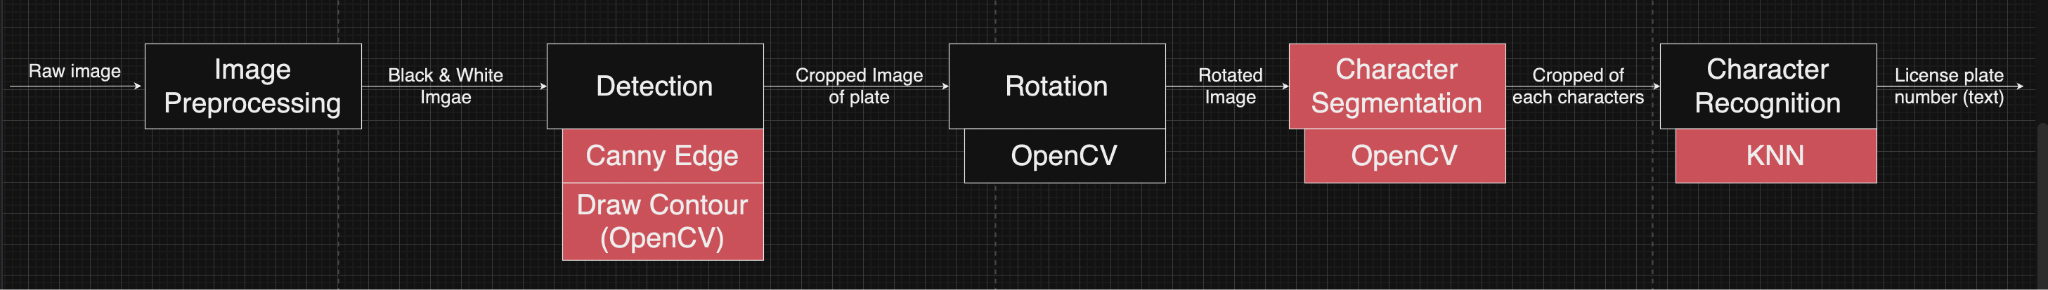 Raw image
Image
Preprocessing
Black & White
Imgae
Detection
Canny Edge
Draw Contour
(OpenCV)
Cropped Image
of plate
Rotation
OpenCV
Rotated
Image
Character
Segmentation
OpenCV
Cropped of
each characters
Character
Recognition
KNN
License plate
number (text)